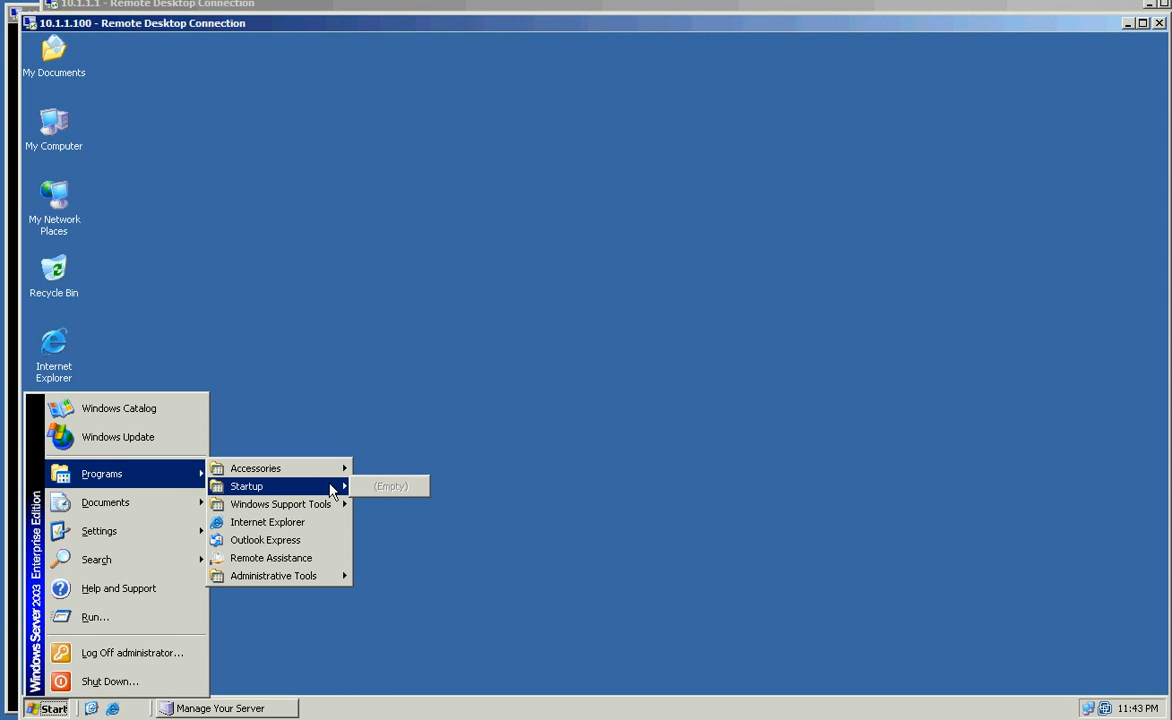 10.1.1.1 - Remote Desktop Connection
10.1.1.100 - Remote Desktop Connection
My Documents
My Computer
My Network
Places
Recycle Bin
Internet
Explorer
Windows Catalog
Windows Update
Programs
Documents
Settings
Search
Help and Support
Run...
Log Off administrator...
Shut Down...
Windows Server 2003 Enterprise Edition
Accessories
Startup
Windows Support Tools
Internet Explorer
Outlook Express
Remote Assistance
Administrative Tools
(Empty)
Start
Manage Your Server
11:43 PM